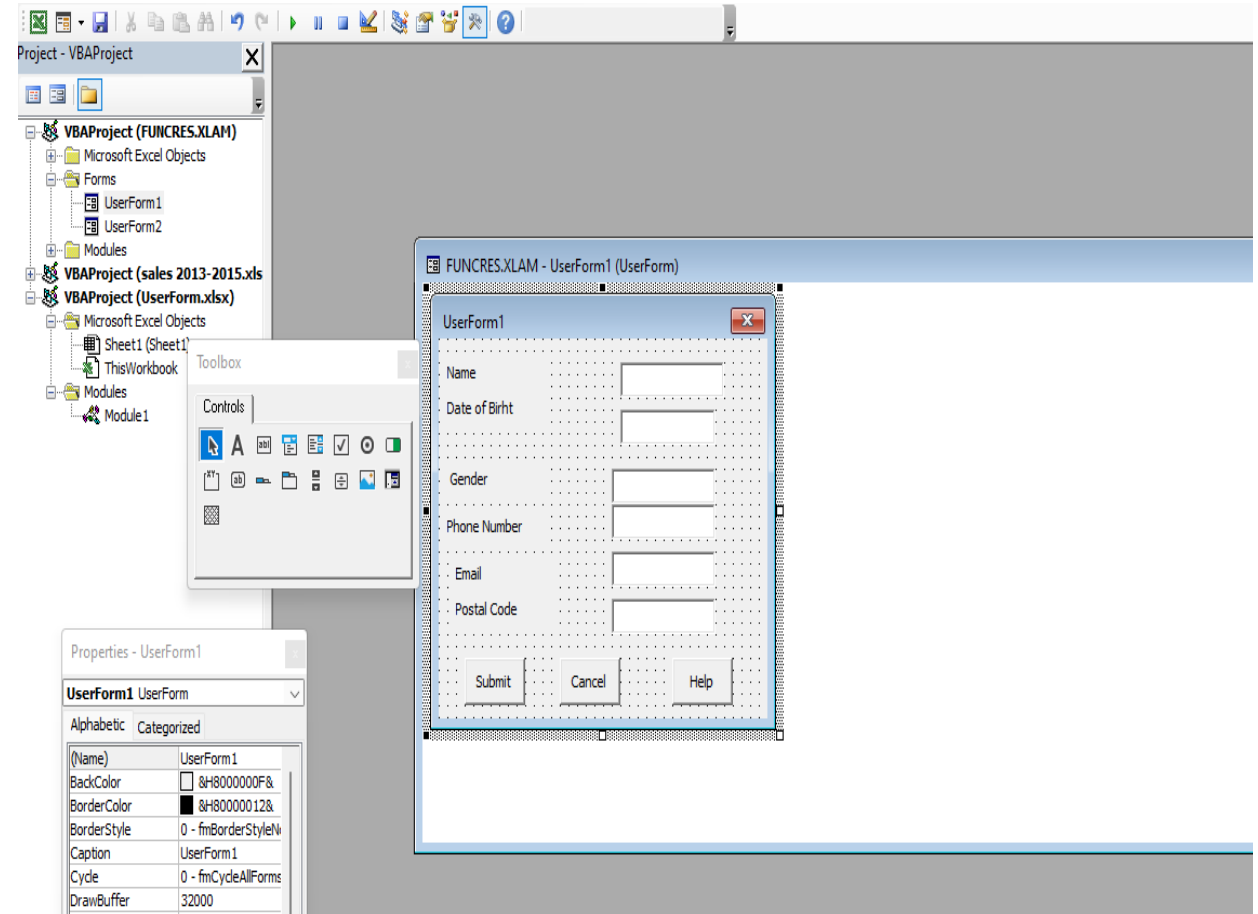 Project - VBAProject
VBAProject (FUNCRES.XLAM)
Microsoft Excel Objects
Forms
UserForm1
UserForm2
Modules
VBAProject (sales 2013-2015.xls
VBAProject (UserForm.xlsx)
Microsoft Excel Objects
Sheet1 (Sheet1)
ThisWorkbook
Modules
Module1
Toolbox
Controls
Properties - UserForm1
UserForm1 UserForm
Alphabetic Categorized
(Name) UserForm1
BackColor &H8000000F&
BorderColor &H80000012&
BorderStyle 0 - fmBorderStyleN
Caption UserForm1
Cycle 0 - fmCycleAllForms
DrawBuffer 32000
FUNCRES.XLAM - UserForm1 (UserForm)
UserForm1
Name
Date of Birht
Gender
Phone Number
Email
Postal Code
Submit Cancel Help